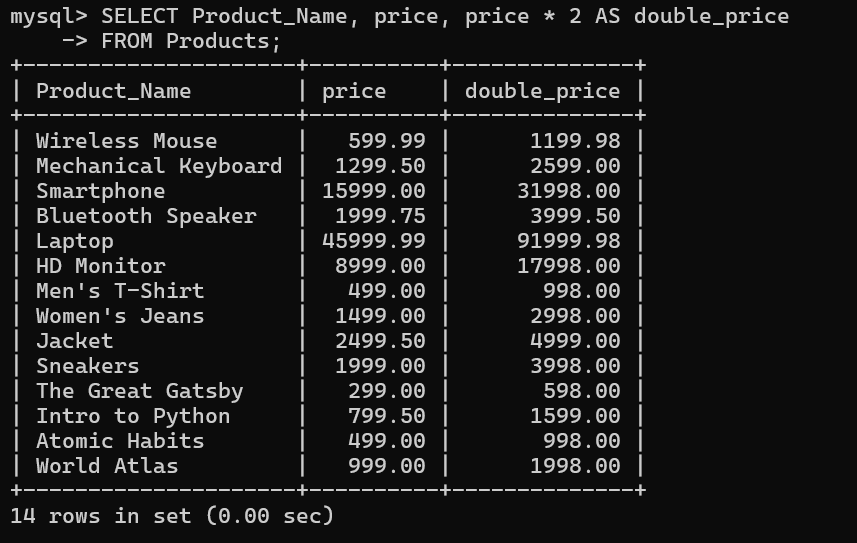 mysql> SELECT Product_Name, price, price * 2 AS double_price
    -> FROM Products;
+---------------------+----------+--------------+
| Product_Name        | price    | double_price |
+---------------------+----------+--------------+
| Wireless Mouse      |   599.99 |      1199.98 |
| Mechanical Keyboard |  1299.50 |      2599.00 |
| Smartphone          | 15999.00 |     31998.00 |
| Bluetooth Speaker   |  1999.75 |      3999.50 |
| Laptop              | 45999.99 |     91999.98 |
| HD Monitor          |  8999.00 |     17998.00 |
| Men's T-Shirt       |   499.00 |       998.00 |
| Women's Jeans       |  1499.00 |      2998.00 |
| Jacket              |  2499.50 |      4999.00 |
| Sneakers            |  1999.00 |      3998.00 |
| The Great Gatsby    |   299.00 |       598.00 |
| Intro to Python     |   799.50 |      1599.00 |
| Atomic Habits       |   499.00 |       998.00 |
| World Atlas         |   999.00 |      1998.00 |
+---------------------+----------+--------------+
14 rows in set (0.00 sec)